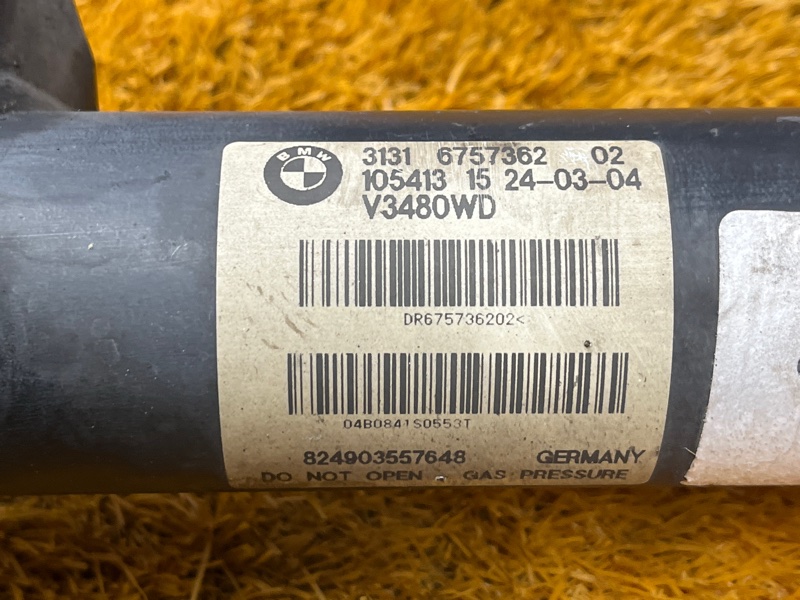 BMW
3131 6757362 02
105413 15 24-03-04
V3480WD
DR675736202<
04B0841S0553T
824903557648 GERMANY
DO NOT OPEN - GAS PRESSURE